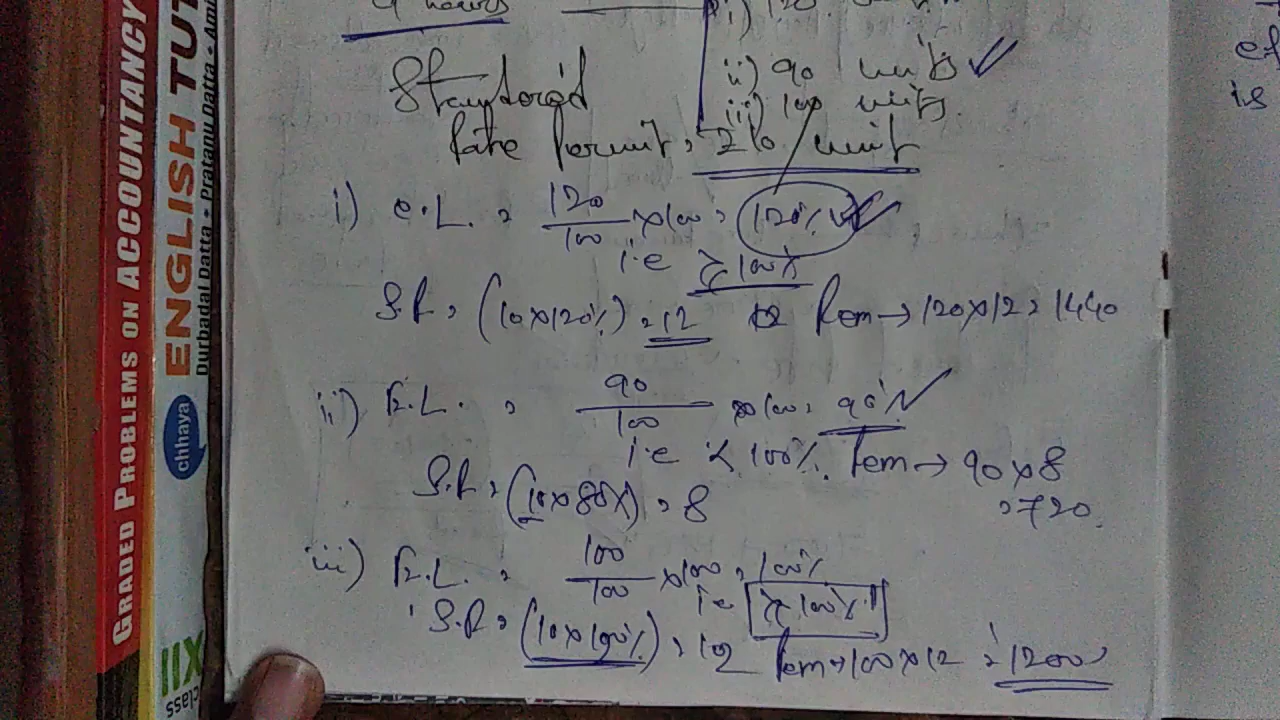 GRADED PROBLEMS ON ACCOUNTANCY
ENGLISH TUT
Durbadal Datta • Pratanu Datta •
chhaya
XII
class
ef
is
ii) 90 units
iii) 100 units.
Rate per unit = 10/unit
i) E.L. = 120/100 × 100 = 120%
i.e ≥ 100%
S.R = (10×120%) = 12 Rem → 120×12 = 1440
ii) E.L. = 90/100 × 100 = 90%
i.e < 100%. Rem → 90×8
S.R = (10×80%) = 8 = 720.
iii) E.L. = 100/100 × 100 = 100%
i.e ≥ 100%
S.R = (10×120%) = 12 Rem → 100×12 = 1200